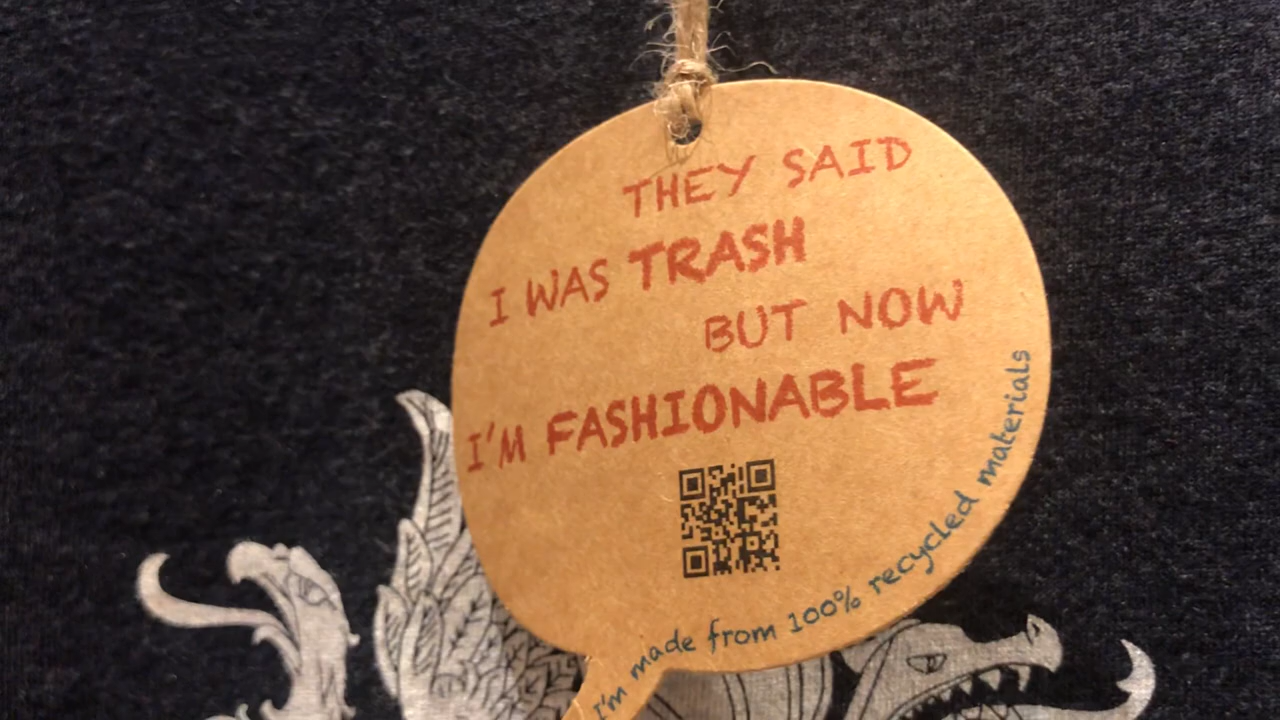 THEY SAID
I WAS TRASH
BUT NOW
I'M FASHIONABLE
I'm made from 100% recycled materials